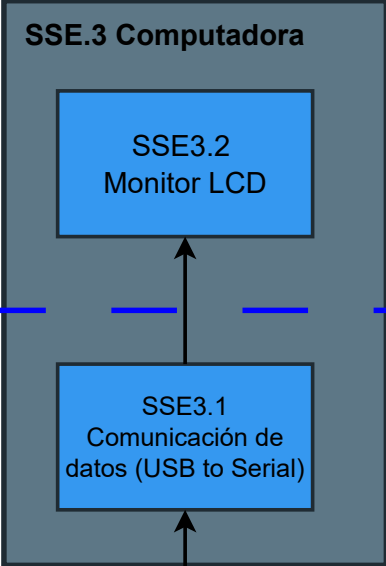 SSE.3 Computadora
SSE3.2
Monitor LCD
SSE3.1
Comunicación de
datos (USB to Serial)